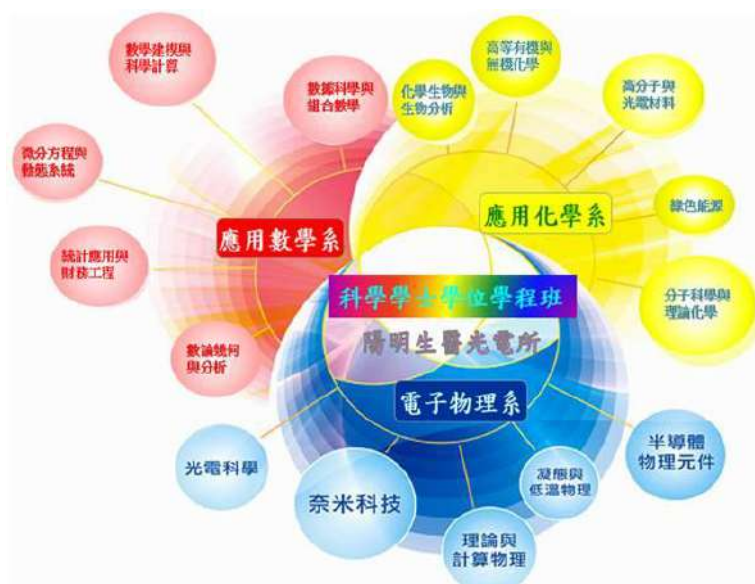 數學建模與
科學計算
數據科學與
組合數學
化學生物與
生物分析
高等有機與
無機化學
高分子與
光電材料
微分方程與
動態系統
綠色能源
應用數學系
應用化學系
統計應用與
財務工程
科學學士學位學程班
分子科學與
理論化學
陽明生醫光電所
數論幾何
與分析
電子物理系
光電科學
奈米科技
理論與
計算物理
凝態與
低溫物理
半導體
物理元件